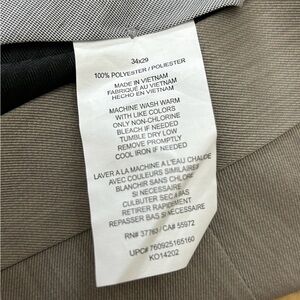 34x29
100% POLYESTER / POLIESTER
MADE IN VIETNAM
FABRIQUÉ AU VIETNAM
HECHO EN VIETNAM
MACHINE WASH WARM
WITH LIKE COLORS
ONLY NON-CHLORINE
BLEACH IF NEEDED
TUMBLE DRY LOW
REMOVE PROMPTLY
COOL IRON IF NEEDED
LAVER A LA MACHINE A L'EAU CHAUDE
AVEC COULEURS SIMILAIRES
BLANCHIR SANS CHLORE
SI NECESSAIRE
CULBUTER SEC A BAS
RETIRER RAPIDEMENT
REPASSER BAS SI NECESSAIRE
RN# 37763 / CA# 55972
UPC# 760925165160
KO14202